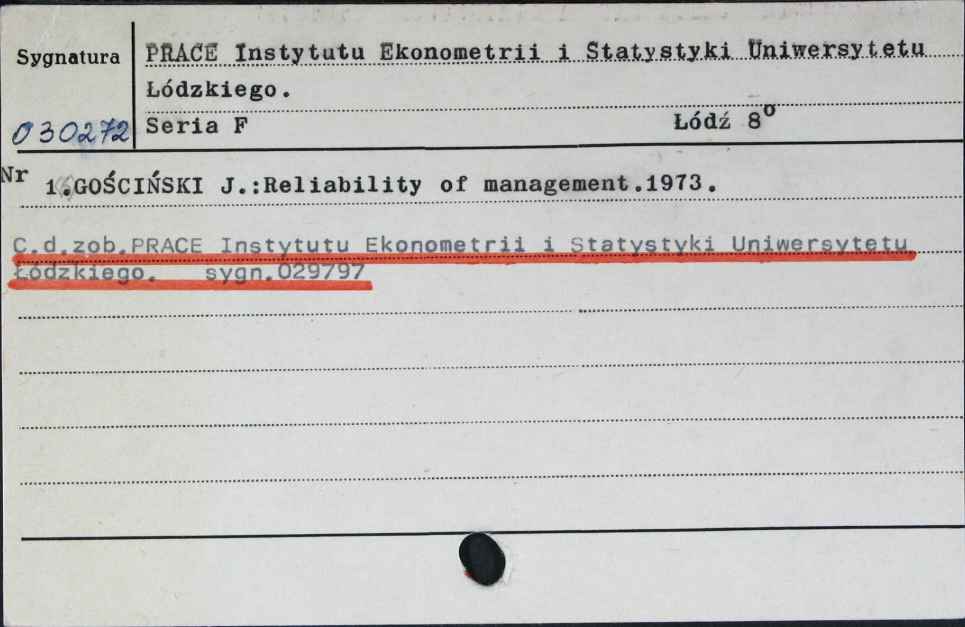 Sygnatura
PRACE Instytutu Ekonometrii i Statystyki Uniwersytetu
Łódzkiego.
030272
Seria F Łódź 8º
Nr 1.GOŚCIŃSKI J.:Reliability of management.1973.
C.d.zob.PRACE Instytutu Ekonometrii i Statystyki Uniwersytetu
Łódzkiego. sygn.029797